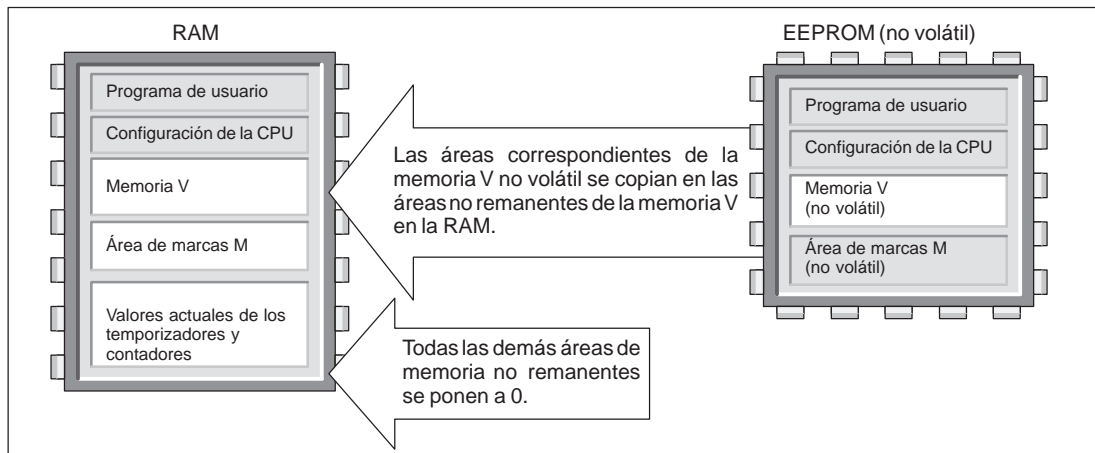 RAM
Programa de usuario
Configuración de la CPU
Memoria V
Área de marcas M
Valores actuales de los
temporizadores y
contadores
Las áreas correspondientes de la
memoria V no volátil se copian en las
áreas no remanentes de la memoria V
en la RAM.
Todas las demás áreas de
memoria no remanentes
se ponen a 0.
EEPROM (no volátil)
Programa de usuario
Configuración de la CPU
Memoria V
(no volátil)
Área de marcas M
(no volátil)